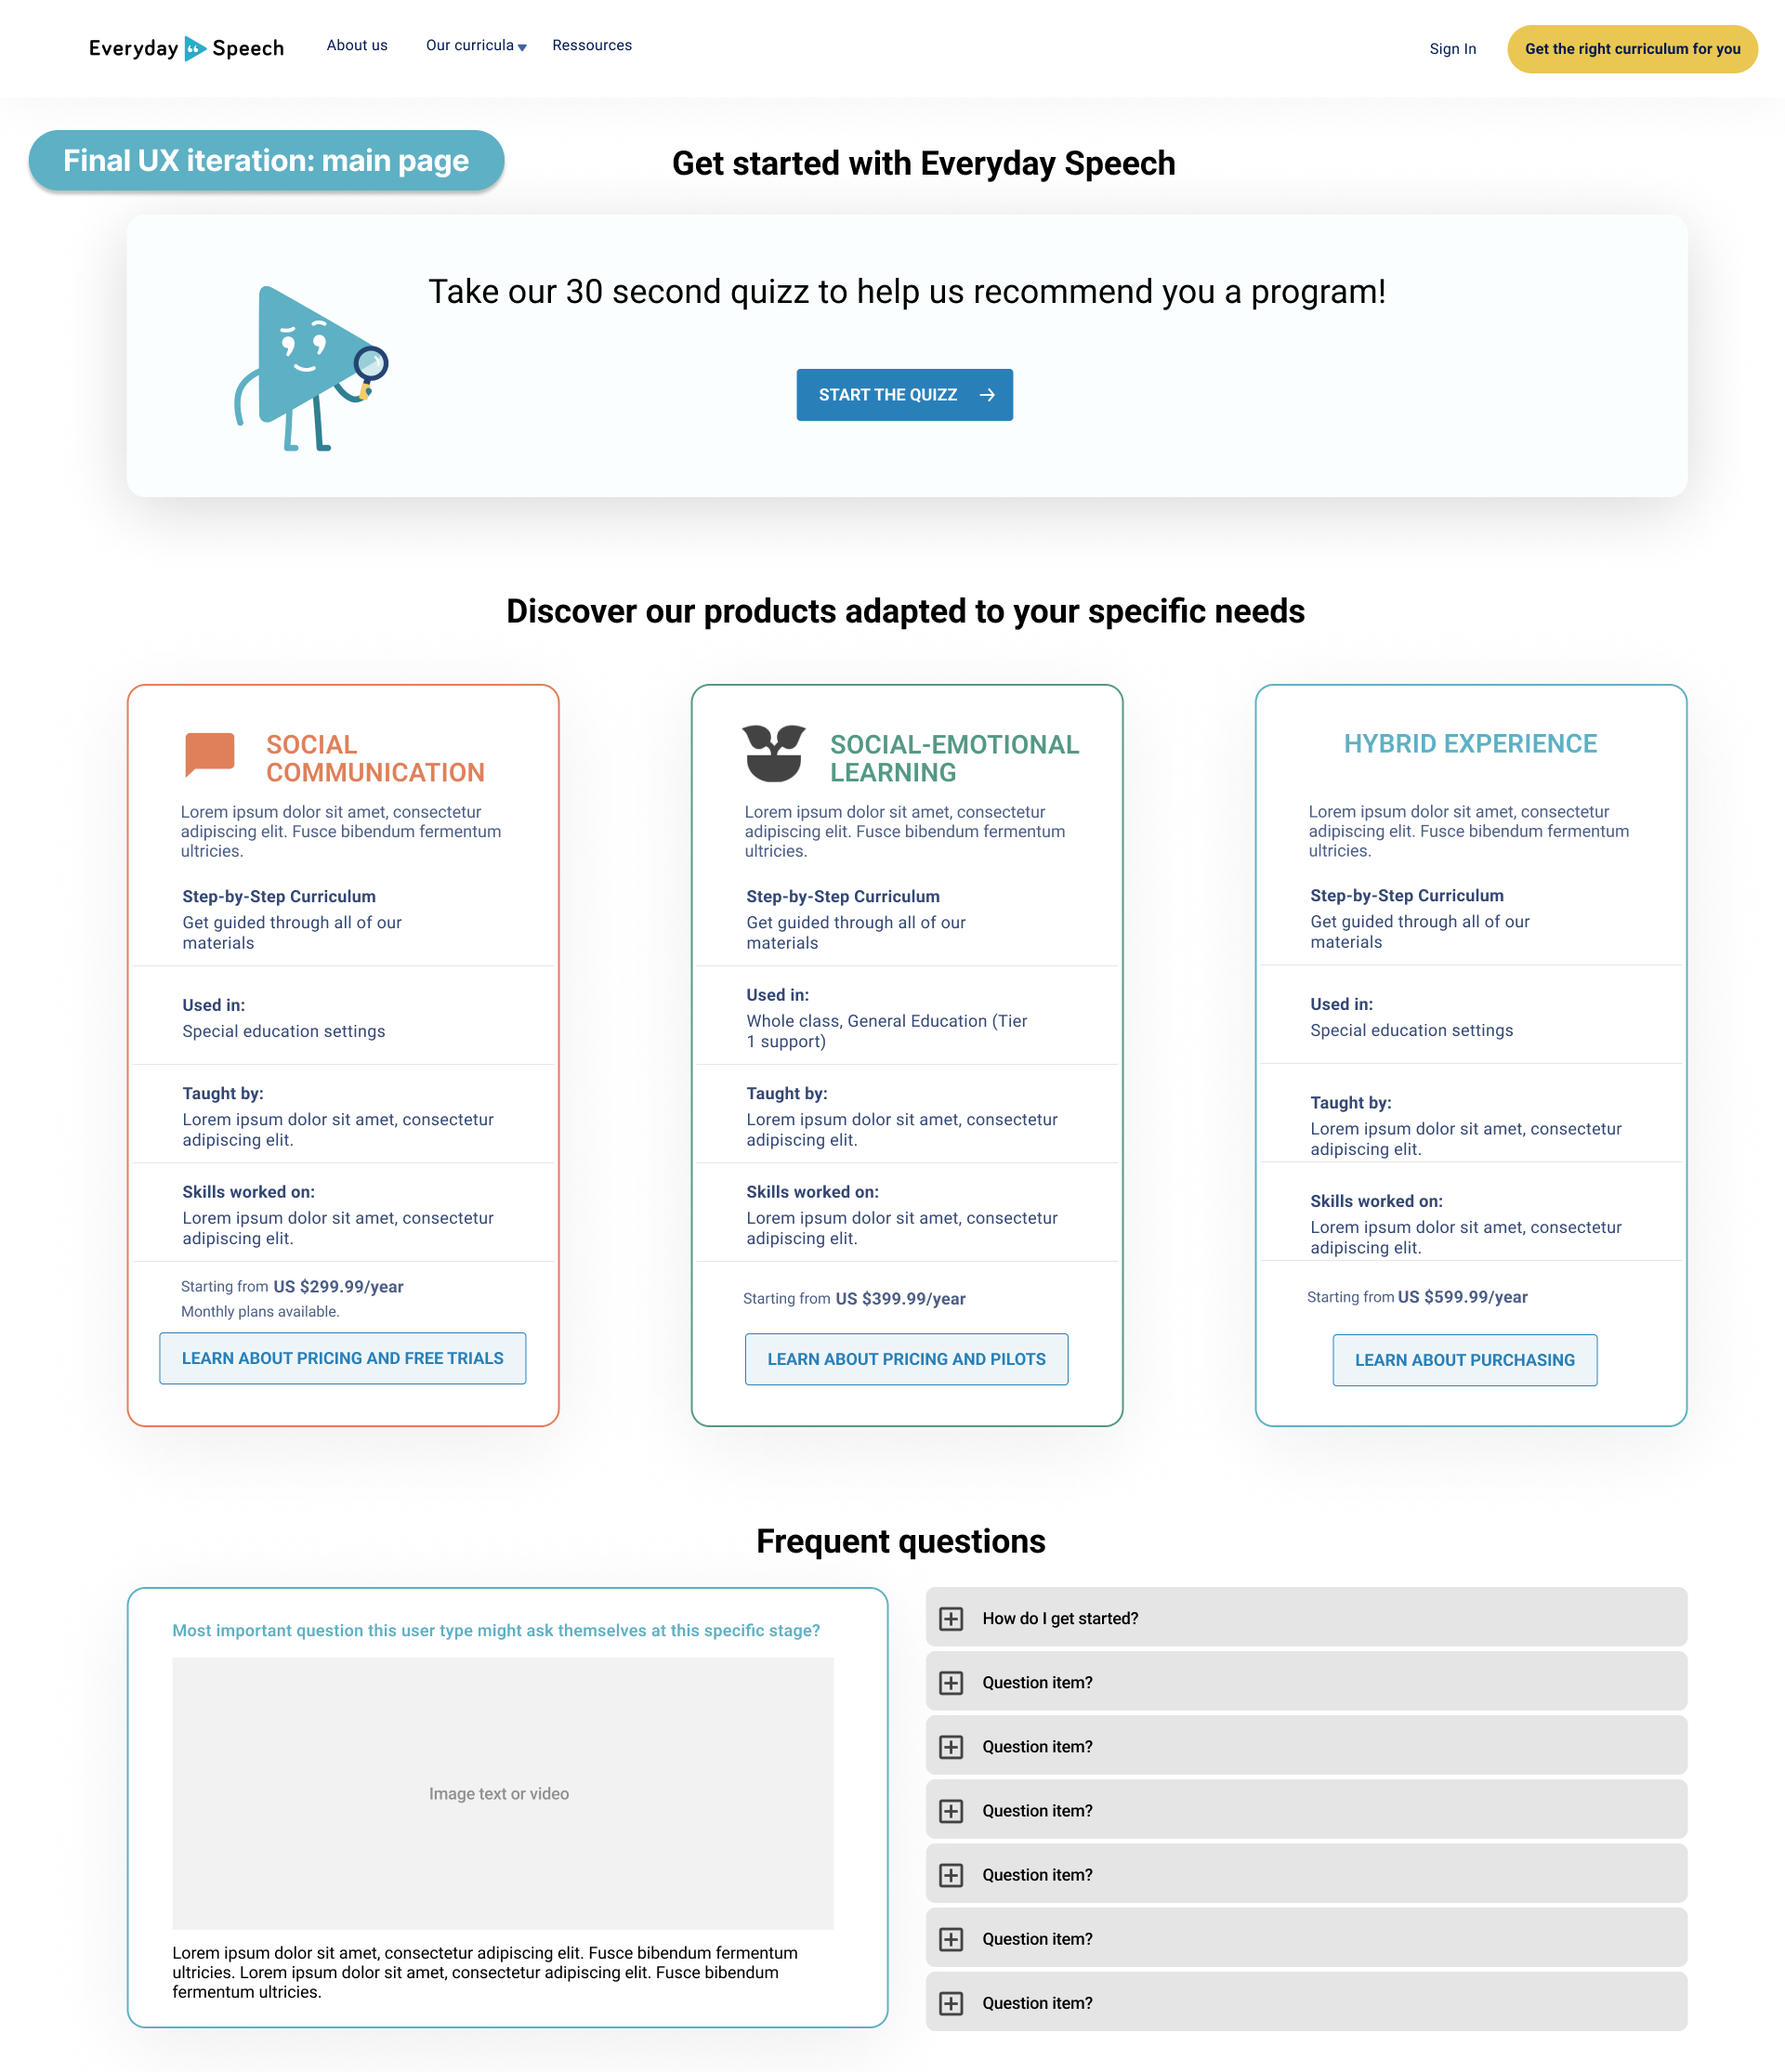 Everyday Speech
About us
Our curricula
Ressources
Sign In
Get the right curriculum for you
Final UX iteration: main page
Get started with Everyday Speech
Take our 30 second quizz to help us recommend you a program!
START THE QUIZZ
Discover our products adapted to your specific needs
SOCIAL
COMMUNICATION
Lorem ipsum dolor sit amet, consectetur
adipiscing elit. Fusce bibendum fermentum
ultricies.
Step-by-Step Curriculum
Get guided through all of our
materials
Used in:
Special education settings
Taught by:
Lorem ipsum dolor sit amet, consectetur
adipiscing elit.
Skills worked on:
Lorem ipsum dolor sit amet, consectetur
adipiscing elit.
Starting from US $299.99/year
Monthly plans available.
LEARN ABOUT PRICING AND FREE TRIALS
SOCIAL-EMOTIONAL
LEARNING
Lorem ipsum dolor sit amet, consectetur
adipiscing elit. Fusce bibendum fermentum
ultricies.
Step-by-Step Curriculum
Get guided through all of our
materials
Used in:
Whole class, General Education (Tier
1 support)
Taught by:
Lorem ipsum dolor sit amet, consectetur
adipiscing elit.
Skills worked on:
Lorem ipsum dolor sit amet, consectetur
adipiscing elit.
Starting from US $399.99/year
LEARN ABOUT PRICING AND PILOTS
HYBRID EXPERIENCE
Lorem ipsum dolor sit amet, consectetur
adipiscing elit. Fusce bibendum fermentum
ultricies.
Step-by-Step Curriculum
Get guided through all of our
materials
Used in:
Special education settings
Taught by:
Lorem ipsum dolor sit amet, consectetur
adipiscing elit.
Skills worked on:
Lorem ipsum dolor sit amet, consectetur
adipiscing elit.
Starting from US $599.99/year
LEARN ABOUT PURCHASING
Frequent questions
Most important question this user type might ask themselves at this specific stage?
Image text or video
Lorem ipsum dolor sit amet, consectetur adipiscing elit. Fusce bibendum fermentum
ultricies. Lorem ipsum dolor sit amet, consectetur adipiscing elit. Fusce bibendum
fermentum ultricies.
How do I get started?
Question item?
Question item?
Question item?
Question item?
Question item?
Question item?